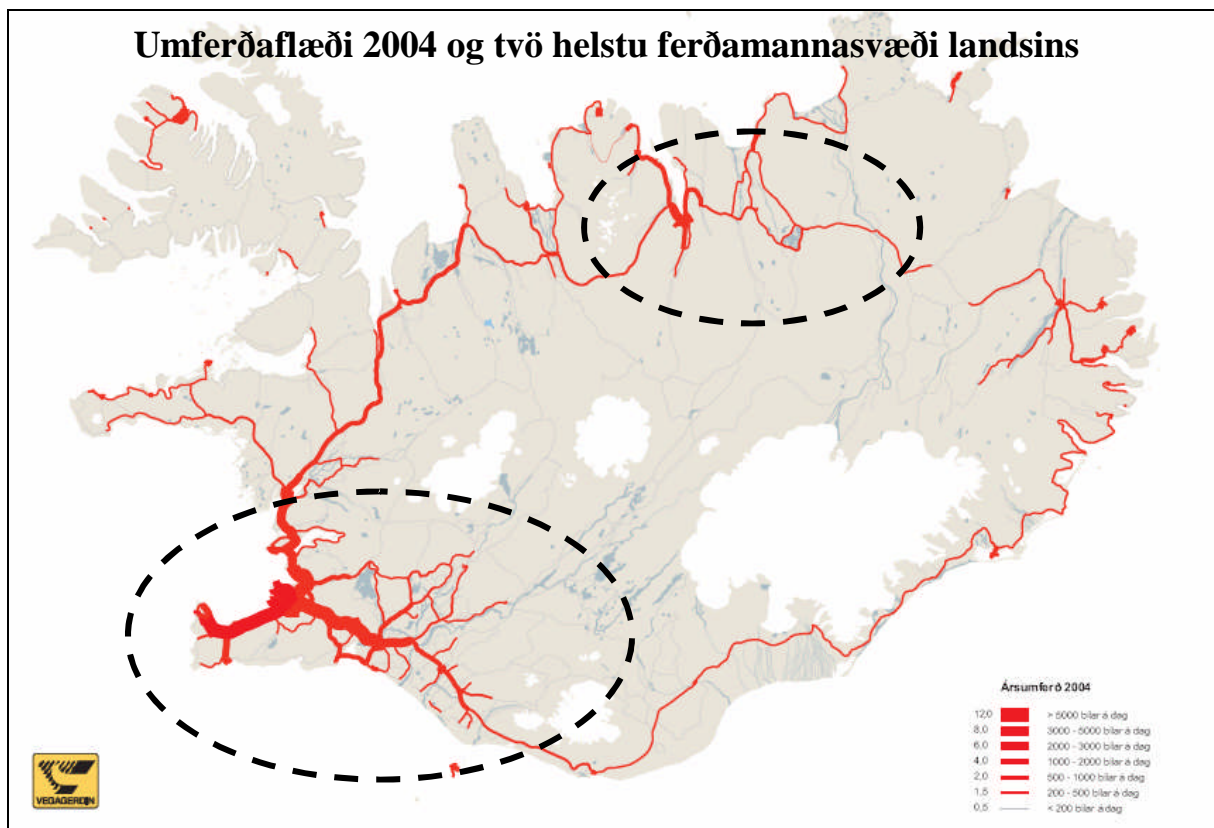 Umferðaflæði 2004 og tvö helstu ferðamannasvæði landsins
Ársumferð 2004
12,0 > 5000 bílar á dag
8,0 3000 - 5000 bílar á dag
6,0 2000 - 3000 bílar á dag
4,0 1000 - 2000 bílar á dag
2,0 500 - 1000 bílar á dag
1,5 200 - 500 bílar á dag
0,5 < 200 bílar á dag
VEGAGERÐIN